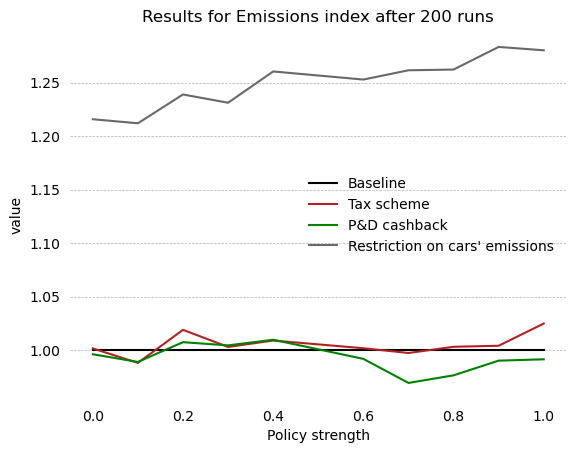 Results for Emissions index after 200 runs
1.25
1.20
1.15
1.10
1.05
1.00
value
Baseline
Tax scheme
P&D cashback
Restriction on cars' emissions
0.0 0.2 0.4 0.6 0.8 1.0
Policy strength